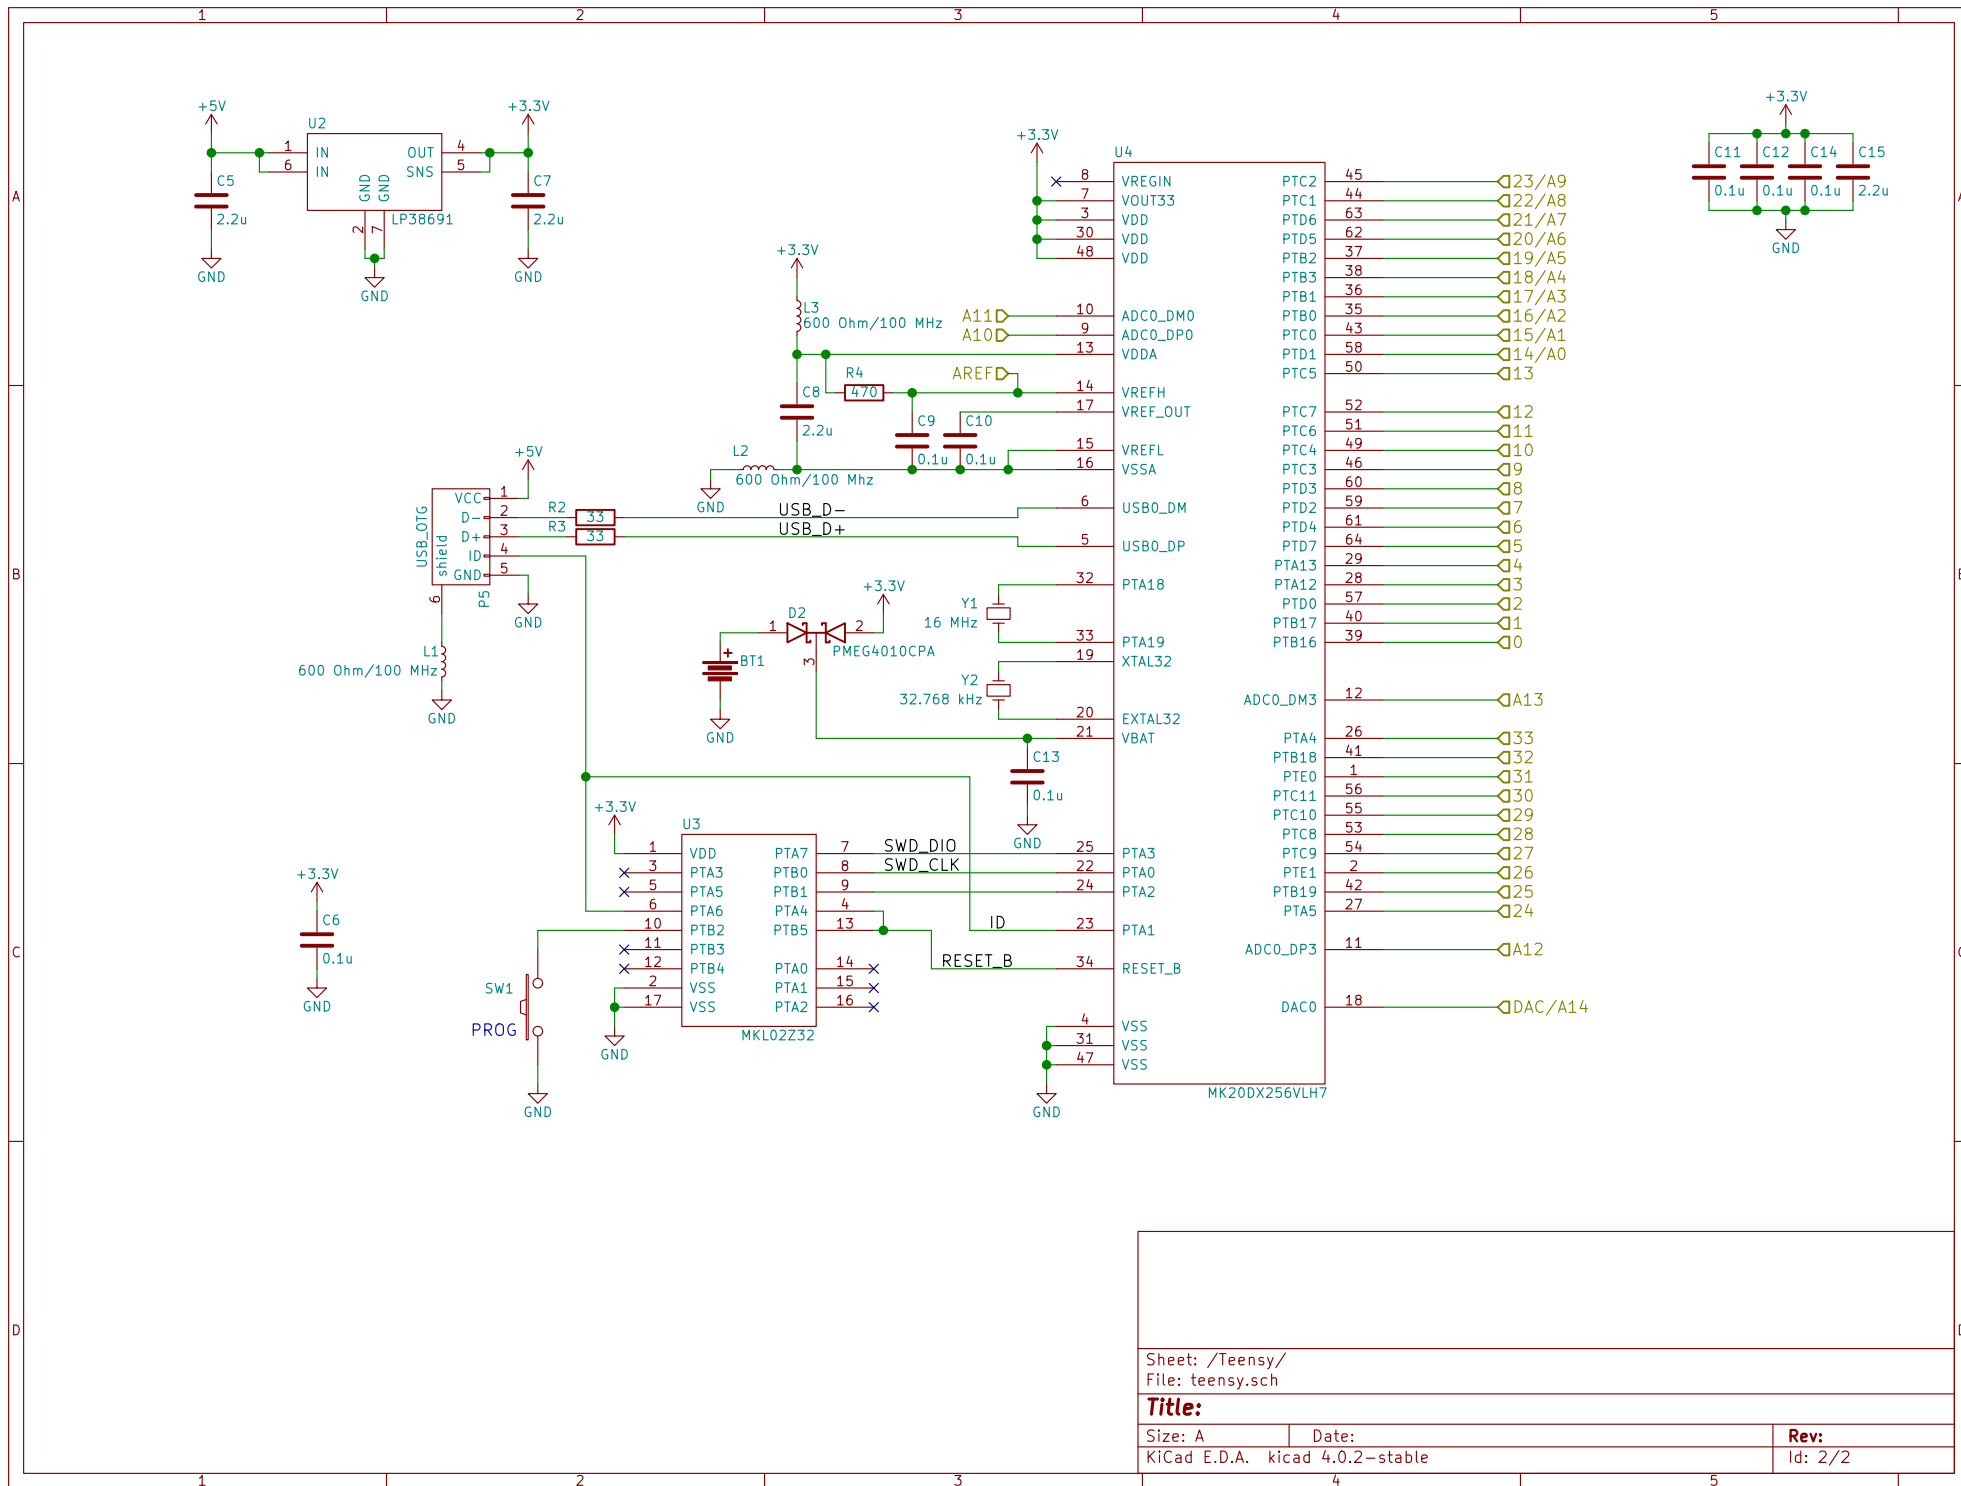 1 2 3 4 5
A
B
C
D
+5V
U2
1 IN
6 IN
OUT 4
SNS 5
GND
GND
2
7
LP38691
C5
2.2u
GND
GND
+3.3V
C7
2.2u
GND
+3.3V
C11
0.1u
C12
0.1u
C14
0.1u
C15
2.2u
GND
+3.3V
L3
600 Ohm/100 MHz
C8
2.2u
R4
470
C9
0.1u
C10
0.1u
L2
600 Ohm/100 Mhz
GND
A11
A10
AREF
+5V
USB_OTG
shield
VCC 1
D- 2
D+ 3
ID 4
GND 5
6
P5
GND
R2
33
R3
33
USB_D-
USB_D+
L1
600 Ohm/100 MHz
GND
Y1
16 MHz
Y2
32.768 kHz
+3.3V
D2
1
2
3
PMEG4010CPA
BT1
+
GND
C13
0.1u
GND
+3.3V
U4
8 VREGIN
7 VOUT33
3 VDD
30 VDD
48 VDD
10 ADC0_DM0
9 ADC0_DP0
13 VDDA
14 VREFH
17 VREF_OUT
15 VREFL
16 VSSA
6 USB0_DM
5 USB0_DP
32 PTA18
33 PTA19
19 XTAL32
20 EXTAL32
21 VBAT
25 PTA3
22 PTA0
24 PTA2
23 PTA1
34 RESET_B
4 VSS
31 VSS
47 VSS
GND
MK20DX256VLH7
PTC2 45 23/A9
PTC1 44 22/A8
PTD6 63 21/A7
PTD5 62 20/A6
PTB2 37 19/A5
PTB3 38 18/A4
PTB1 36 17/A3
PTB0 35 16/A2
PTC0 43 15/A1
PTD1 58 14/A0
PTC5 50 13
PTC7 52 12
PTC6 51 11
PTC4 49 10
PTC3 46 9
PTD3 60 8
PTD2 59 7
PTD4 61 6
PTD7 64 5
PTA13 29 4
PTA12 28 3
PTD0 57 2
PTB17 40 1
PTB16 39 0
ADC0_DM3 12 A13
PTA4 26 33
PTB18 41 32
PTE0 1 31
PTC11 56 30
PTC10 55 29
PTC8 53 28
PTC9 54 27
PTE1 2 26
PTB19 42 25
PTA5 27 24
ADC0_DP3 11 A12
DAC0 18 DAC/A14
+3.3V
U3
1 VDD
3 PTA3
5 PTA5
6 PTA6
10 PTB2
11 PTB3
12 PTB4
2 VSS
17 VSS
PTA7 7
PTB0 8
PTB1 9
PTA4 4
PTB5 13
PTA0 14
PTA1 15
PTA2 16
MKL02Z32
GND
SWD_DIO
SWD_CLK
ID
RESET_B
+3.3V
C6
0.1u
GND
SW1
PROG
GND
Sheet: /Teensy/
File: teensy.sch
Title:
Size: A Date: Rev:
KiCad E.D.A. kicad 4.0.2-stable Id: 2/2
1 2 3 4 5